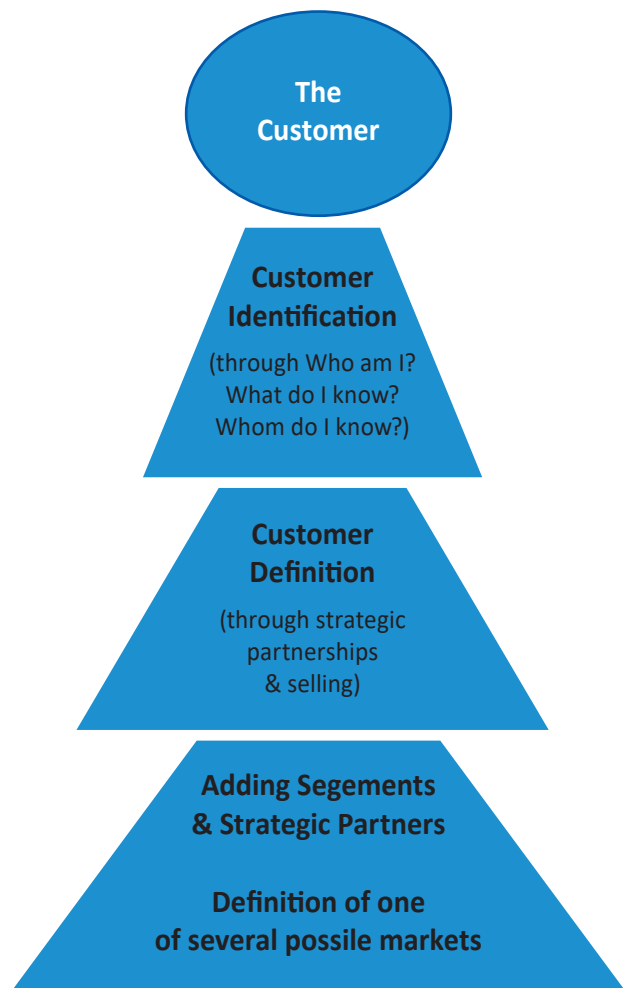 The
Customer
Customer
Identification
(through Who am I?
What do I know?
Whom do I know?)
Customer
Definition
(through strategic
partnerships
& selling)
Adding Segements
& Strategic Partners
Definition of one
of several possile markets